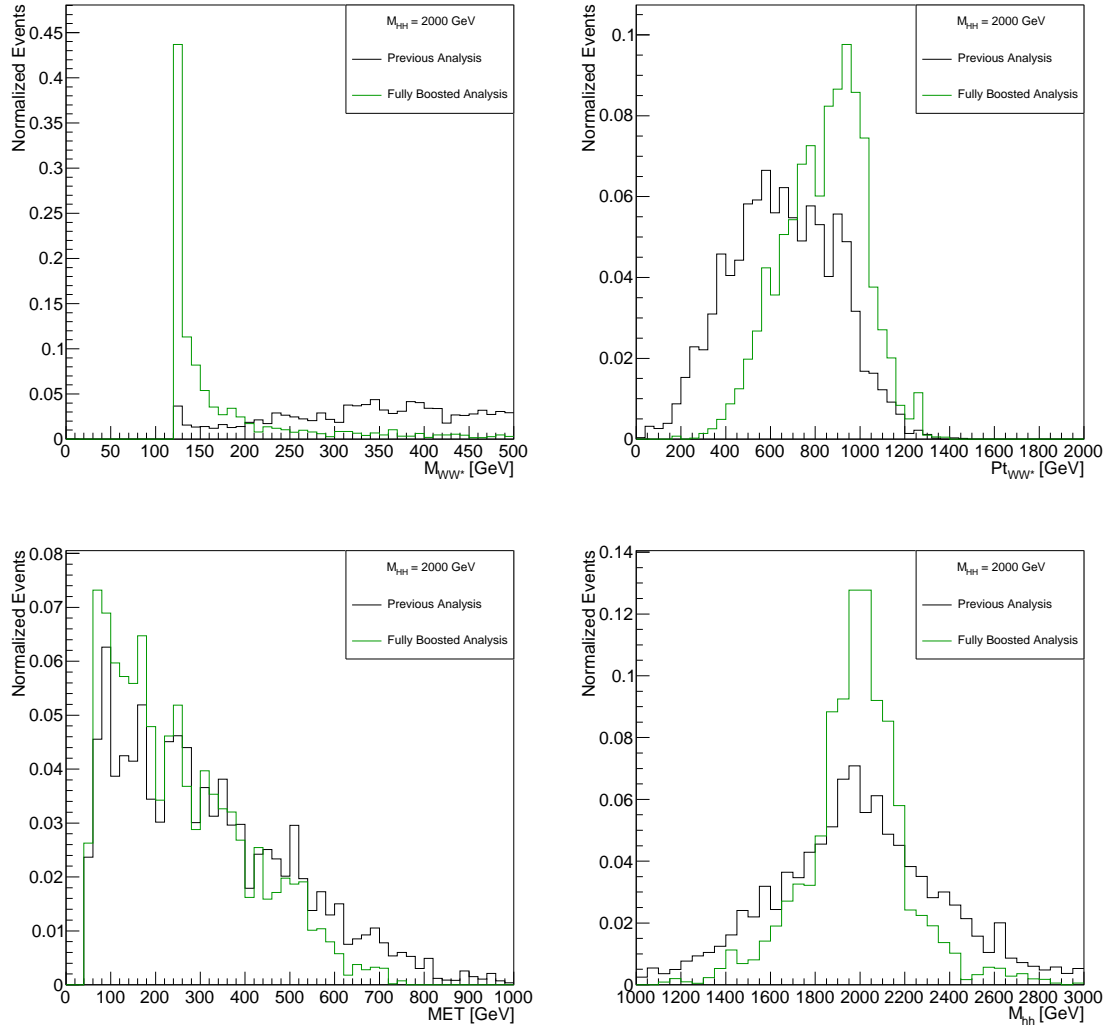 Normalized Events
0.45
0.4
0.35
0.3
0.25
0.2
0.15
0.1
0.05
0
0 50 100 150 200 250 300 350 400 450 500
M_WW* [GeV]
M_HH = 2000 GeV
Previous Analysis
Fully Boosted Analysis
Normalized Events
0.1
0.08
0.06
0.04
0.02
0
0 200 400 600 800 1000 1200 1400 1600 1800 2000
Pt_WW* [GeV]
M_HH = 2000 GeV
Previous Analysis
Fully Boosted Analysis
Normalized Events
0.08
0.07
0.06
0.05
0.04
0.03
0.02
0.01
0
0 100 200 300 400 500 600 700 800 900 1000
MET [GeV]
M_HH = 2000 GeV
Previous Analysis
Fully Boosted Analysis
Normalized Events
0.14
0.12
0.1
0.08
0.06
0.04
0.02
0
1000 1200 1400 1600 1800 2000 2200 2400 2600 2800 3000
M_hh [GeV]
M_HH = 2000 GeV
Previous Analysis
Fully Boosted Analysis